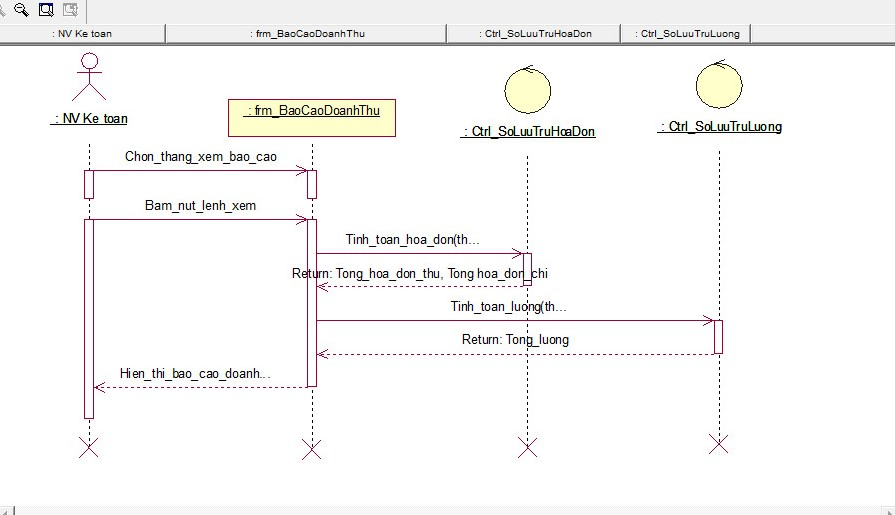 : NV Ke toan
: frm_BaoCaoDoanhThu
: Ctrl_SoLuuTruHoaDon
: Ctrl_SoLuuTruLuong
: NV Ke toan
: frm_BaoCaoDoanhThu
: Ctrl_SoLuuTruHoaDon
: Ctrl_SoLuuTruLuong
Chon_thang_xem_bao_cao
Bam_nut_lenh_xem
Tinh_toan_hoa_don(th...
Return: Tong_hoa_don_thu, Tong hoa_don_chi
Tinh_toan_luong(th...
Return: Tong_luong
Hien_thi_bao_cao_doanh...